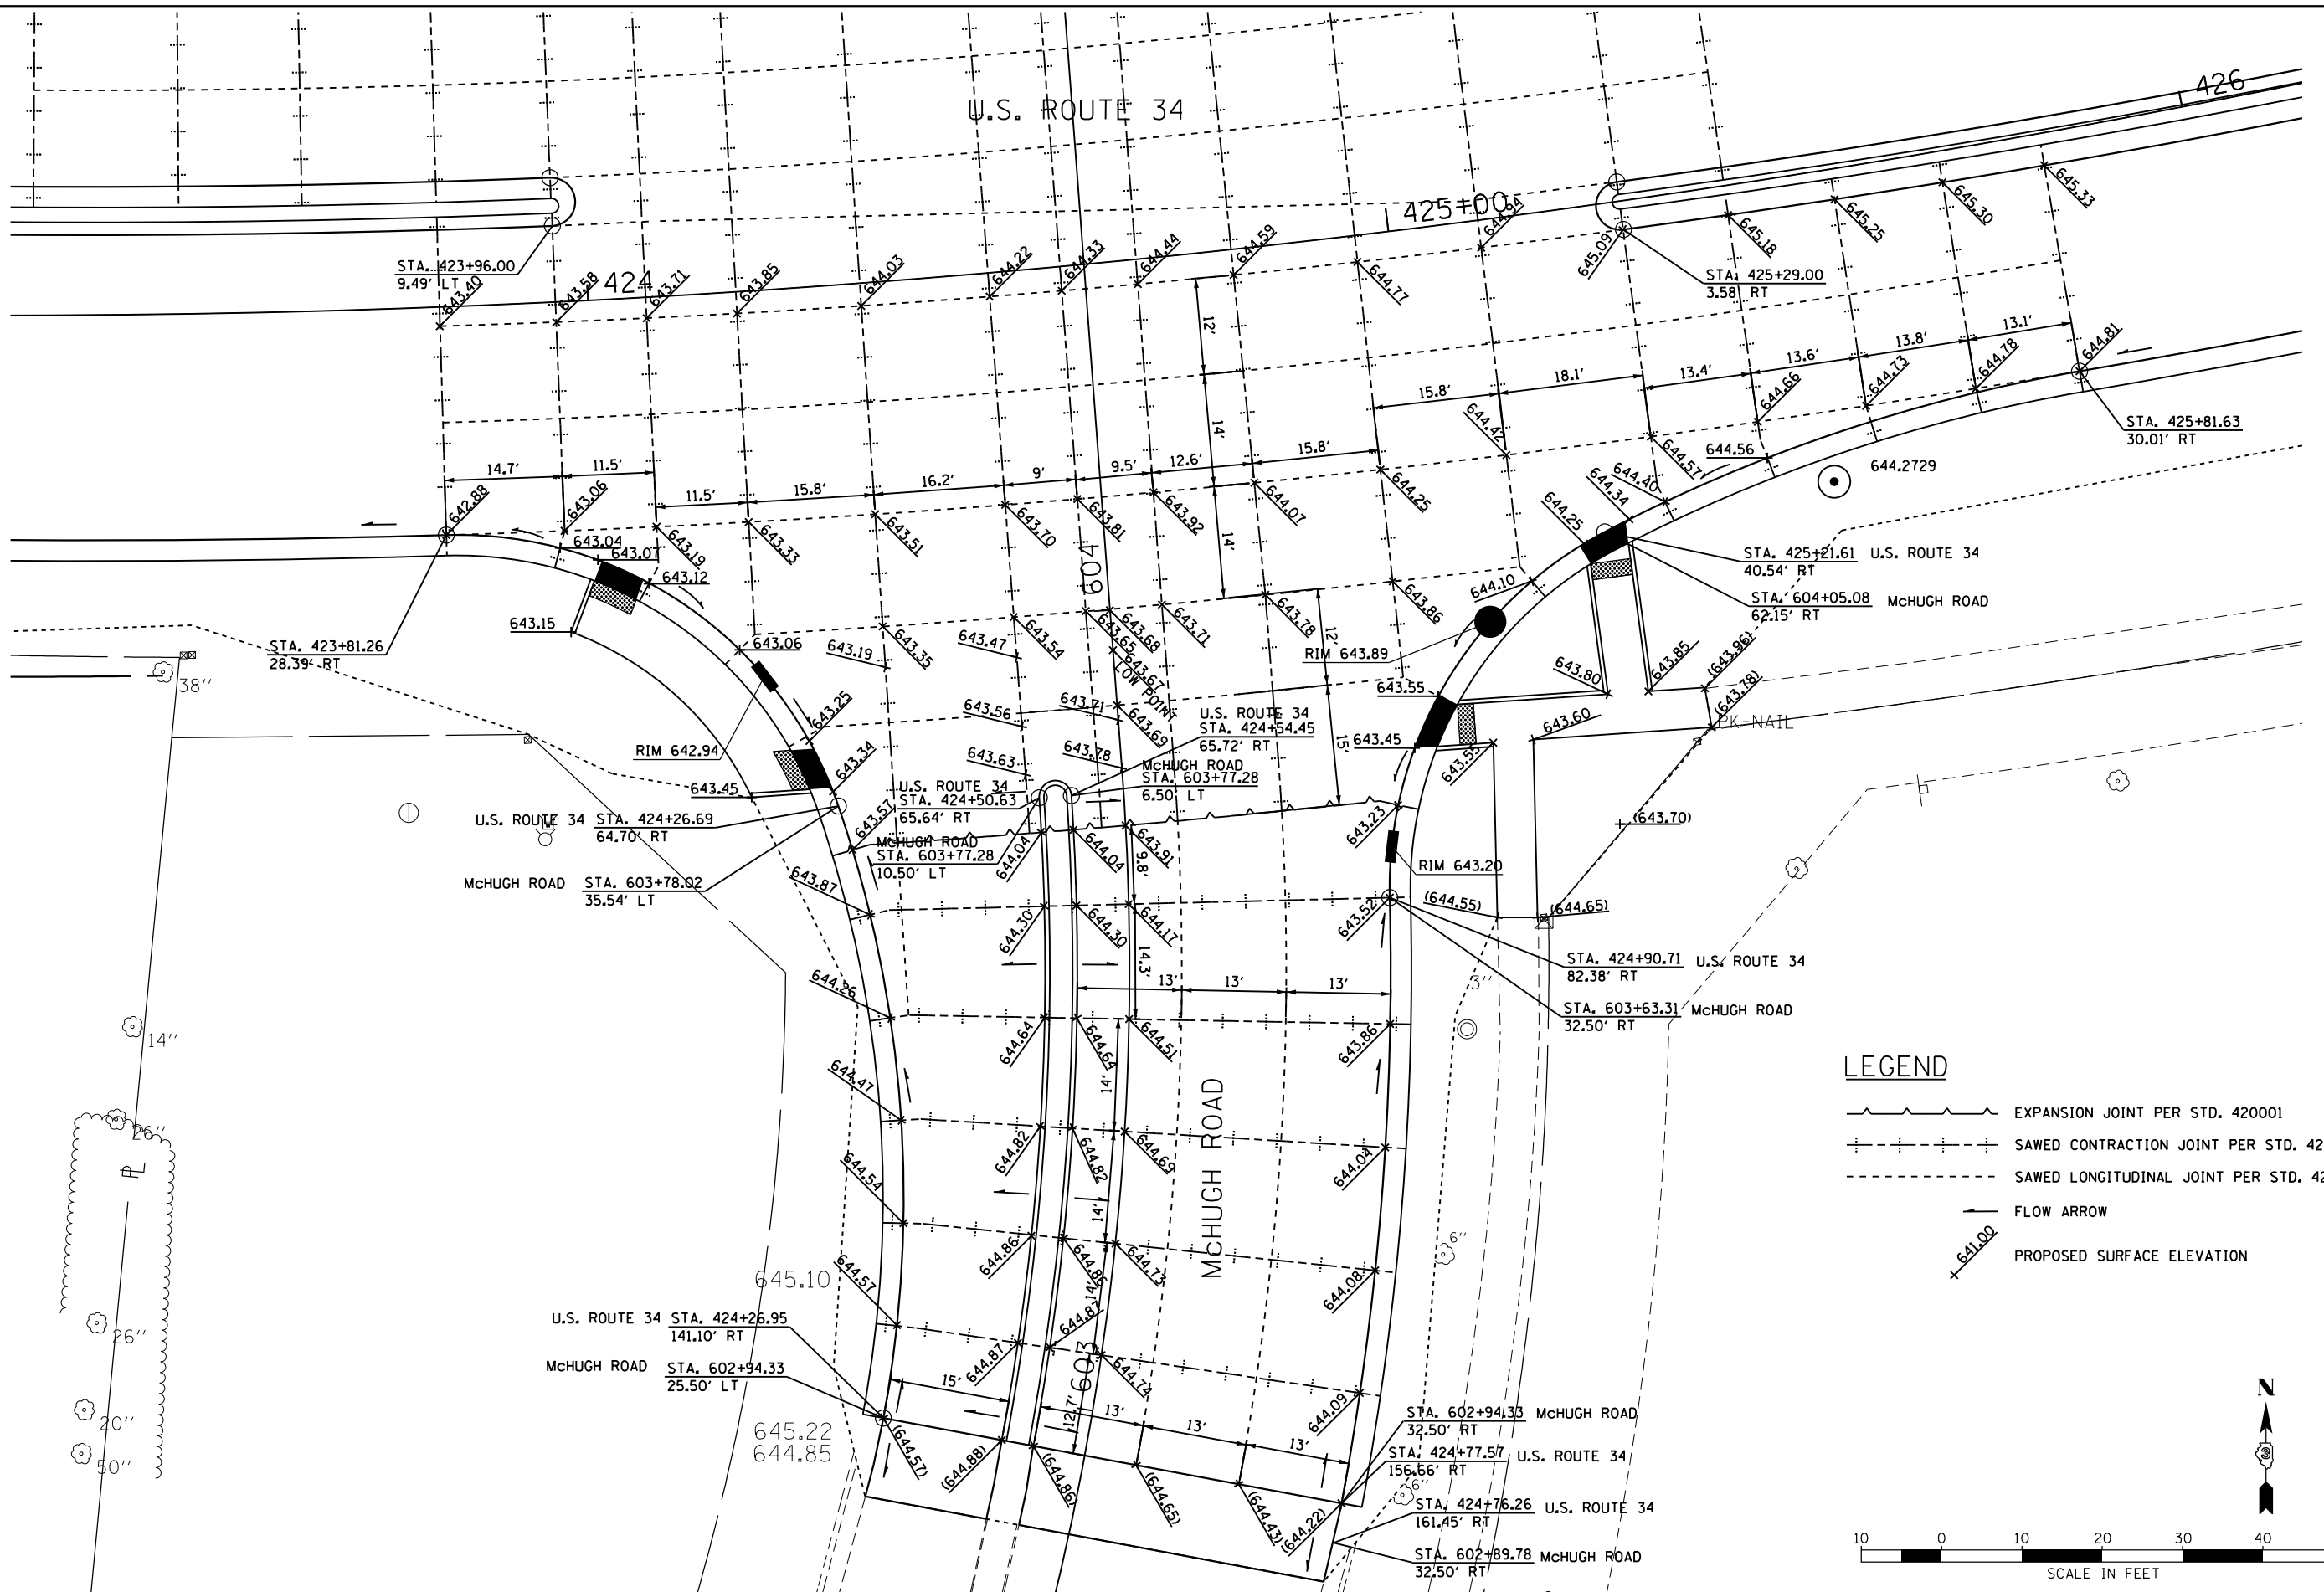 U.S. ROUTE 34
426
425+00
424
STA. 423+96.00
9.49' LT
643.40
643.58
643.71
643.85
644.03
644.22
644.33
644.44
644.59
644.77
644.94
645.09
645.18
645.25
645.30
645.33
STA. 425+29.00
3.58' RT
12'
14'
14'
12'
15'
14.7'
11.5'
11.5'
15.8'
16.2'
9'
9.5'
12.6'
15.8'
15.8'
18.1'
13.4'
13.6'
13.8'
13.1'
642.88
643.06
643.19
643.33
643.51
643.70
643.81
643.92
644.07
644.25
644.42
644.57
644.66
644.73
644.78
644.81
STA. 425+81.63
30.01' RT
644.2729
644.56
644.40
644.34
644.25
644.10
STA. 425+21.61 U.S. ROUTE 34
40.54' RT
STA. 604+05.08 McHUGH ROAD
62.15' RT
643.04
643.07
643.12
643.15
643.06
STA. 423+81.26
28.39' RT
38''
604
643.19
643.35
643.47
643.54
643.65
643.68
643.71
643.78
643.86
643.67
LOW POINT
RIM 643.89
643.80
643.85
(643.96)
(643.78)
PK-NAIL
643.55
643.45
643.55
643.60
(643.70)
643.25
643.34
RIM 642.94
643.45
643.56
643.71
643.69
643.63
643.78
U.S. ROUTE 34
STA. 424+54.45
65.72' RT
McHUGH ROAD
STA. 603+77.28
6.50' LT
U.S. ROUTE 34
STA. 424+50.63
65.64' RT
McHUGH ROAD
STA. 603+77.28
10.50' LT
U.S. ROUTE 34 STA. 424+26.69
64.70' RT
McHUGH ROAD STA. 603+78.02
35.54' LT
643.57
644.04
644.04
643.91
643.23
RIM 643.20
9.8'
643.87
644.30
644.30
644.17
643.52
(644.55)
(644.65)
STA. 424+90.71 U.S. ROUTE 34
82.38' RT
STA. 603+63.31 McHUGH ROAD
32.50' RT
14.3'
13'
13'
13'
3''
644.26
644.64
644.64
644.51
643.86
14'
14''
McHUGH ROAD
644.47
644.82
644.82
644.69
644.04
14'
26''
PL
644.54
644.86
644.86
644.73
644.08
6''
14'
645.10
644.57
644.87
644.87
644.74
644.09
603
12.7'
26''
U.S. ROUTE 34 STA. 424+26.95
141.10' RT
McHUGH ROAD STA. 602+94.33
25.50' LT
15'
13'
13'
13'
20''
50''
645.22
644.85
(644.57)
(644.88)
(644.86)
(644.65)
(644.43)
(644.22)
STA. 602+94.33 McHUGH ROAD
32.50' RT
STA. 424+77.57 U.S. ROUTE 34
156.66' RT
6''
STA. 424+76.26 U.S. ROUTE 34
161.45' RT
STA. 602+89.78 McHUGH ROAD
32.50' RT
LEGEND
EXPANSION JOINT PER STD. 420001
SAWED CONTRACTION JOINT PER STD. 42
SAWED LONGITUDINAL JOINT PER STD. 42
FLOW ARROW
641.00 PROPOSED SURFACE ELEVATION
N
3
10 0 10 20 30 40
SCALE IN FEET